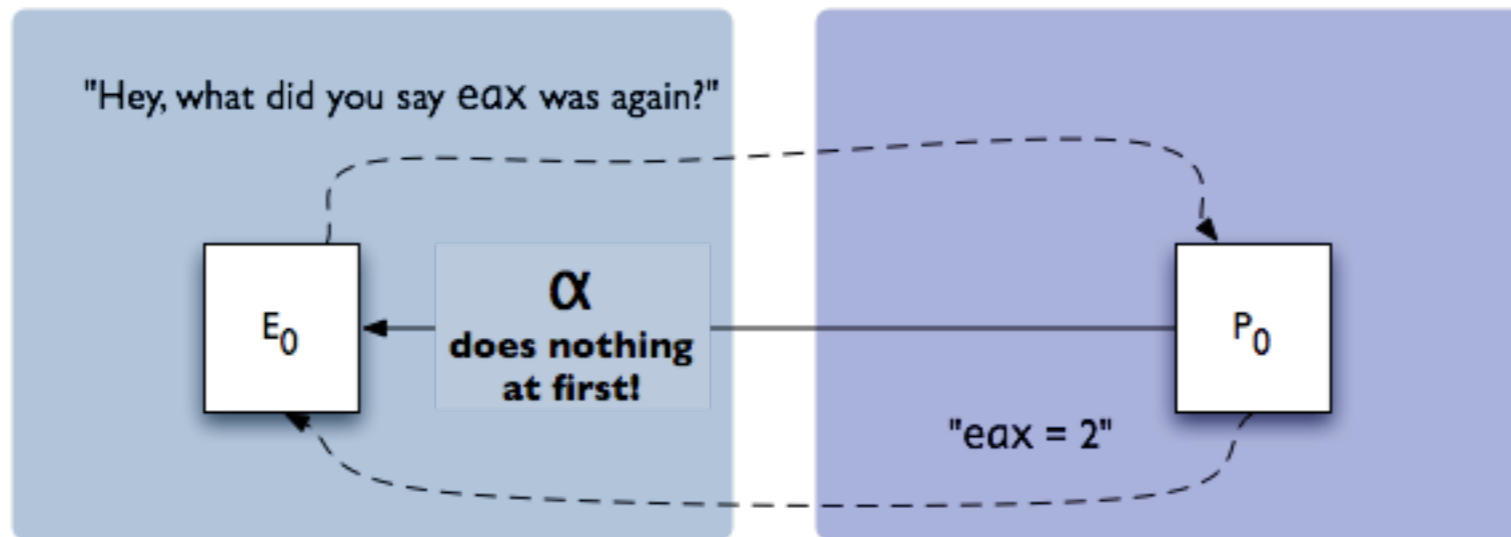 "Hey, what did you say eax was again?"
E0
α
does nothing
at first!
P0
"eax = 2"